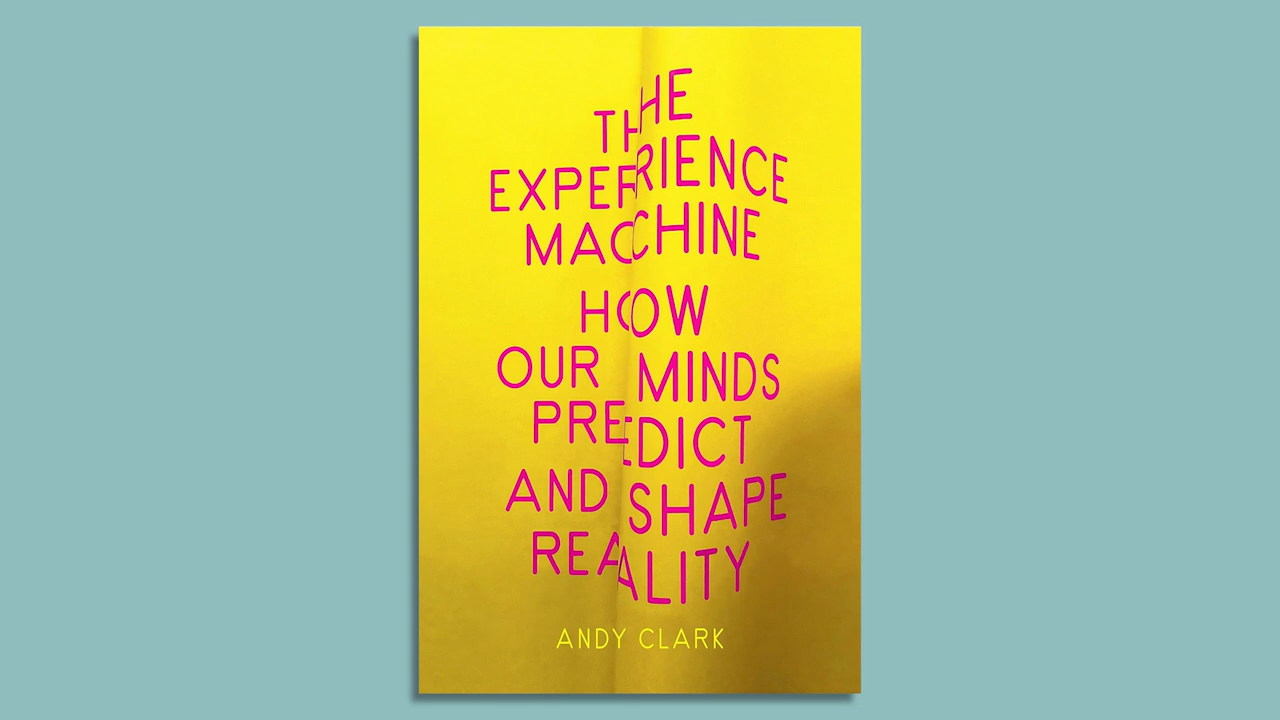 THE
EXPERIENCE
MACHINE
HOW
OUR MINDS
PREDICT
AND SHAPE
REALITY
ANDY CLARK